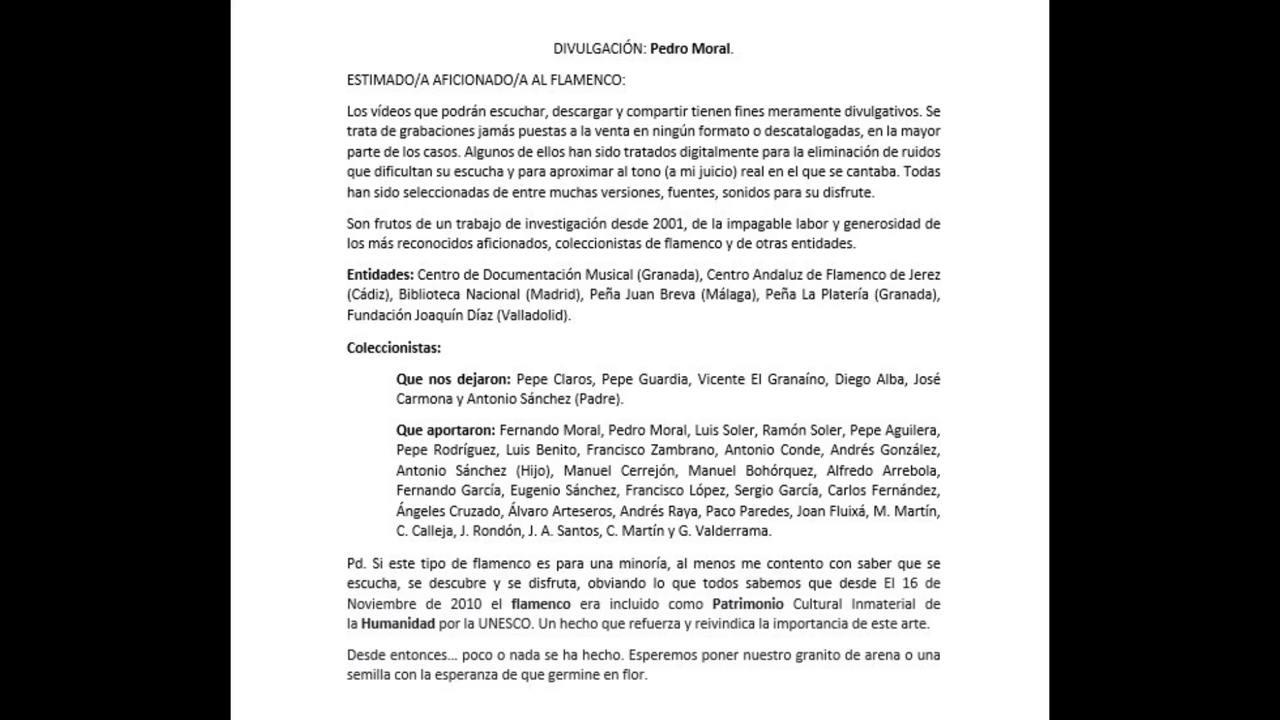 DIVULGACIÓN: Pedro Moral.
ESTIMADO/A AFICIONADO/A AL FLAMENCO:
Los vídeos que podrán escuchar, descargar y compartir tienen fines meramente divulgativos. Se
trata de grabaciones jamás puestas a la venta en ningún formato o descatalogadas, en la mayor
parte de los casos. Algunos de ellos han sido tratados digitalmente para la eliminación de ruidos
que dificultan su escucha y para aproximar al tono (a mi juicio) real en el que se cantaba. Todas
han sido seleccionadas de entre muchas versiones, fuentes, sonidos para su disfrute.
Son frutos de un trabajo de investigación desde 2001, de la impagable labor y generosidad de
los más reconocidos aficionados, coleccionistas de flamenco y de otras entidades.
Entidades: Centro de Documentación Musical (Granada), Centro Andaluz de Flamenco de Jerez
(Cádiz), Biblioteca Nacional (Madrid), Peña Juan Breva (Málaga), Peña La Platería (Granada),
Fundación Joaquín Díaz (Valladolid).
Coleccionistas:
Que nos dejaron: Pepe Claros, Pepe Guardia, Vicente El Granaíno, Diego Alba, José
Carmona y Antonio Sánchez (Padre).
Que aportaron: Fernando Moral, Pedro Moral, Luis Soler, Ramón Soler, Pepe Aguilera,
Pepe Rodríguez, Luis Benito, Francisco Zambrano, Antonio Conde, Andrés González,
Antonio Sánchez (Hijo), Manuel Cerrejón, Manuel Bohórquez, Alfredo Arrebola,
Fernando García, Eugenio Sánchez, Francisco López, Sergio García, Carlos Fernández,
Ángeles Cruzado, Álvaro Arteseros, Andrés Raya, Paco Paredes, Joan Fluixá, M. Martín,
C. Calleja, J. Rondón, J. A. Santos, C. Martín y G. Valderrama.
Pd. Si este tipo de flamenco es para una minoría, al menos me contento con saber que se
escucha, se descubre y se disfruta, obviando lo que todos sabemos que desde El 16 de
Noviembre de 2010 el flamenco era incluido como Patrimonio Cultural Inmaterial de
la Humanidad por la UNESCO. Un hecho que refuerza y reivindica la importancia de este arte.
Desde entonces... poco o nada se ha hecho. Esperemos poner nuestro granito de arena o una
semilla con la esperanza de que germine en flor.